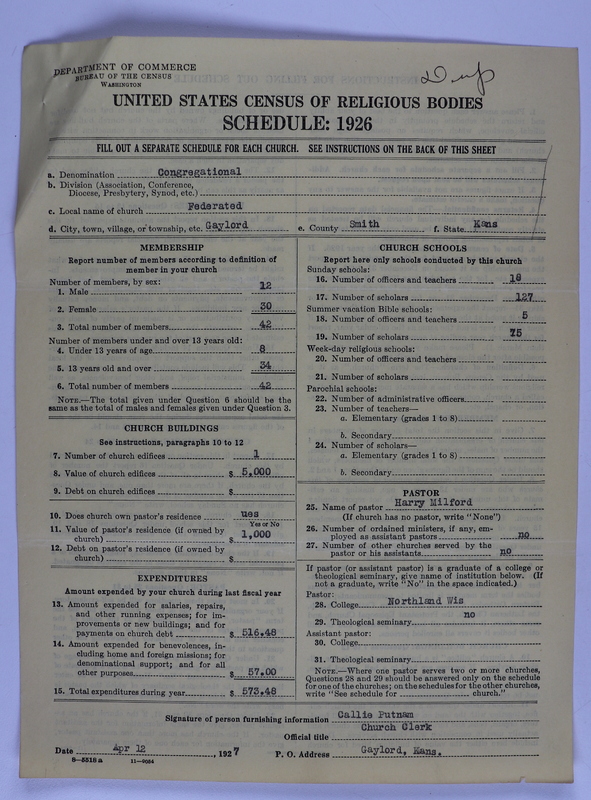 DEPARTMENT OF COMMERCE
BUREAU OF THE CENSUS
WASHINGTON
Dup
UNITED STATES CENSUS OF RELIGIOUS BODIES
SCHEDULE: 1926
FILL OUT A SEPARATE SCHEDULE FOR EACH CHURCH. SEE INSTRUCTIONS ON THE BACK OF THIS SHEET
a. Denomination Congregational
b. Division (Association, Conference,
Diocese, Presbytery, Synod, etc.)
c. Local name of church Federated
d. City, town, village, or township, etc. Gaylord e. County Smith f. State Kans
MEMBERSHIP
Report number of members according to definition of
member in your church
Number of members, by sex:
1. Male 12
2. Female 30
3. Total number of members 42
Number of members under and over 13 years old:
4. Under 13 years of age 8
5. 13 years old and over 34
6. Total number of members 42
NOTE.—The total given under Question 6 should be the
same as the total of males and females given under Question 3.
CHURCH BUILDINGS
See instructions, paragraphs 10 to 12
7. Number of church edifices 1
8. Value of church edifices $ 5,000
9. Debt on church edifices $
10. Does church own pastor's residence ues
Yes or No
11. Value of pastor's residence (if owned by
church) $ 1,000
12. Debt on pastor's residence (if owned by
church) $
EXPENDITURES
Amount expended by church during last fiscal year
13. Amount expended for salaries, repairs,
and other running expenses; for im-
provements or new buildings; and for
payments on church debt $ 516.48
14. Amount expended for benevolences, in-
cluding home and foreign missions; for
denominational support; and for all
other purposes $ 57.00
15. Total expenditures during year $ 573.48
CHURCH SCHOOLS
Report here only schools conducted by this church
Sunday schools:
16. Number of officers and teachers 18
17. Number of scholars 127
Summer vacation Bible schools:
18. Number of officers and teachers 5
19. Number of scholars 75
Week-day religious schools:
20. Number of officers and teachers
21. Number of scholars
Parochial schools:
22. Number of administrative officers
23. Number of teachers—
a. Elementary (grades 1 to 8)
b. Secondary
24. Number of scholars—
a. Elementary (grades 1 to 8)
b. Secondary
PASTOR
25. Name of pastor Harry Milford
(If church has no pastor, write "None")
26. Number of ordained ministers, if any, em-
ployed as assistant pastors no
27. Number of other churches served by the
pastor or his assistants no
If pastor (or assistant pastor) is a graduate of a college or
theological seminary, give name of institution below. (If
not a graduate, write "No" in the space indicated.)
Pastor:
28. College Northland Wis
29. Theological seminary no
Assistant pastor:
30. College
31. Theological seminary
NOTE.—Where one pastor serves two or more churches,
Questions 28 and 29 should be answered only on the schedule
for one of the churches; on the schedules for the other churches,
write "See schedule for church."
Signature of person furnishing information Callie Putnam
Official title Church Clerk
Date Apr 12, 1927 P. O. Address Gaylord, Kans.
8—5518 a 11—9054